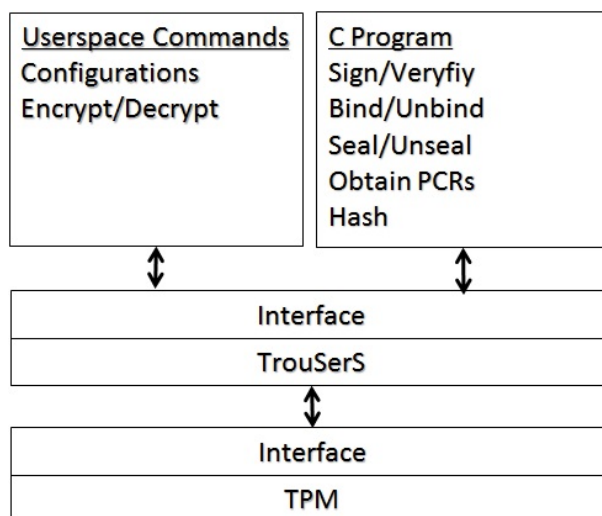 Userspace Commands
Configurations
Encrypt/Decrypt
C Program
Sign/Veryfiy
Bind/Unbind
Seal/Unseal
Obtain PCRs
Hash
Interface
TrouSerS
Interface
TPM